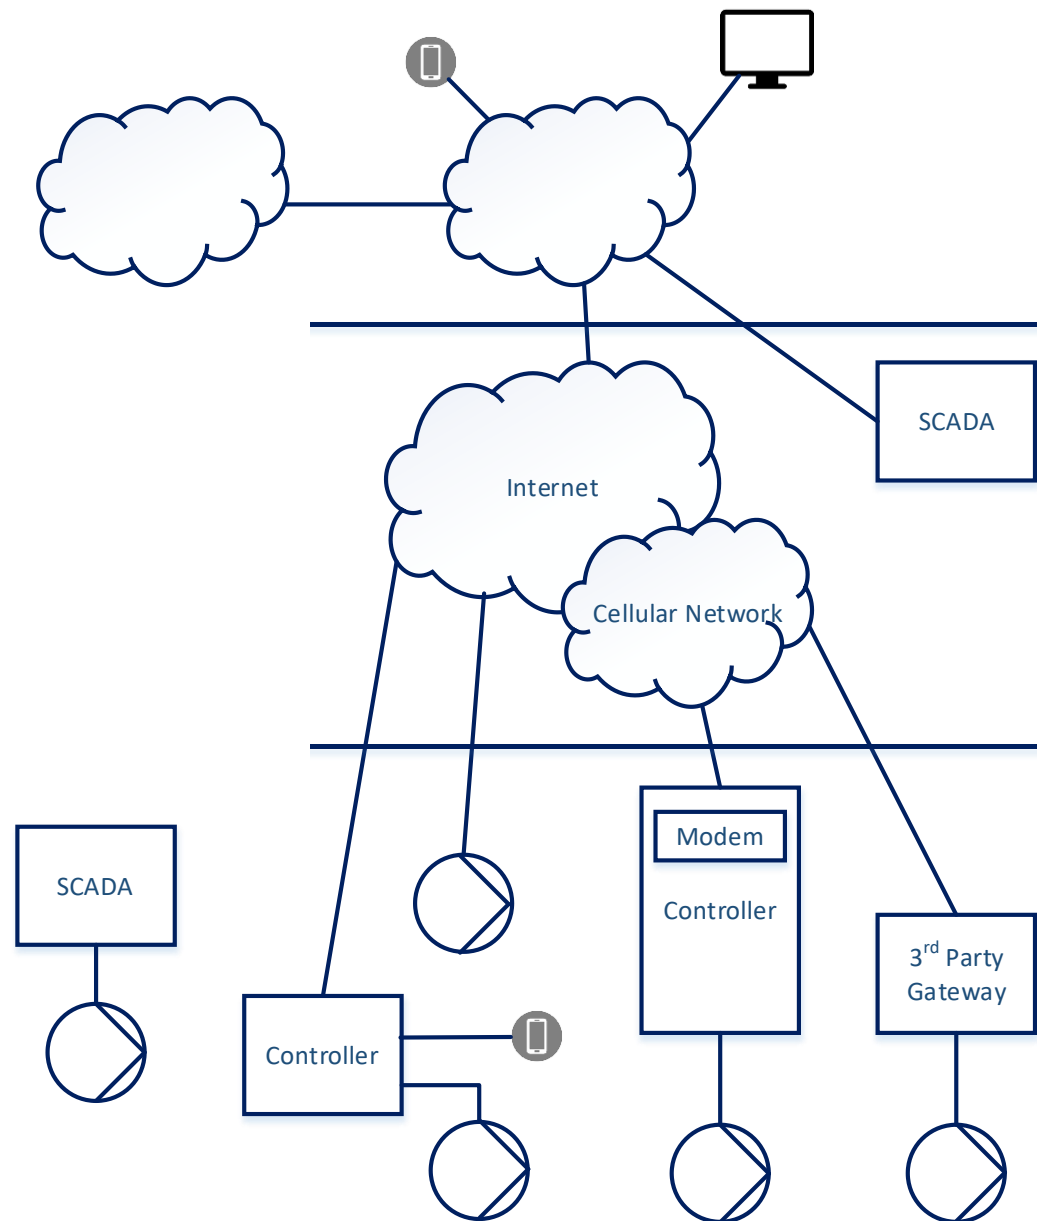 SCADA
Internet
Cellular Network
Modem
Controller
SCADA
3rd Party
Gateway
Controller